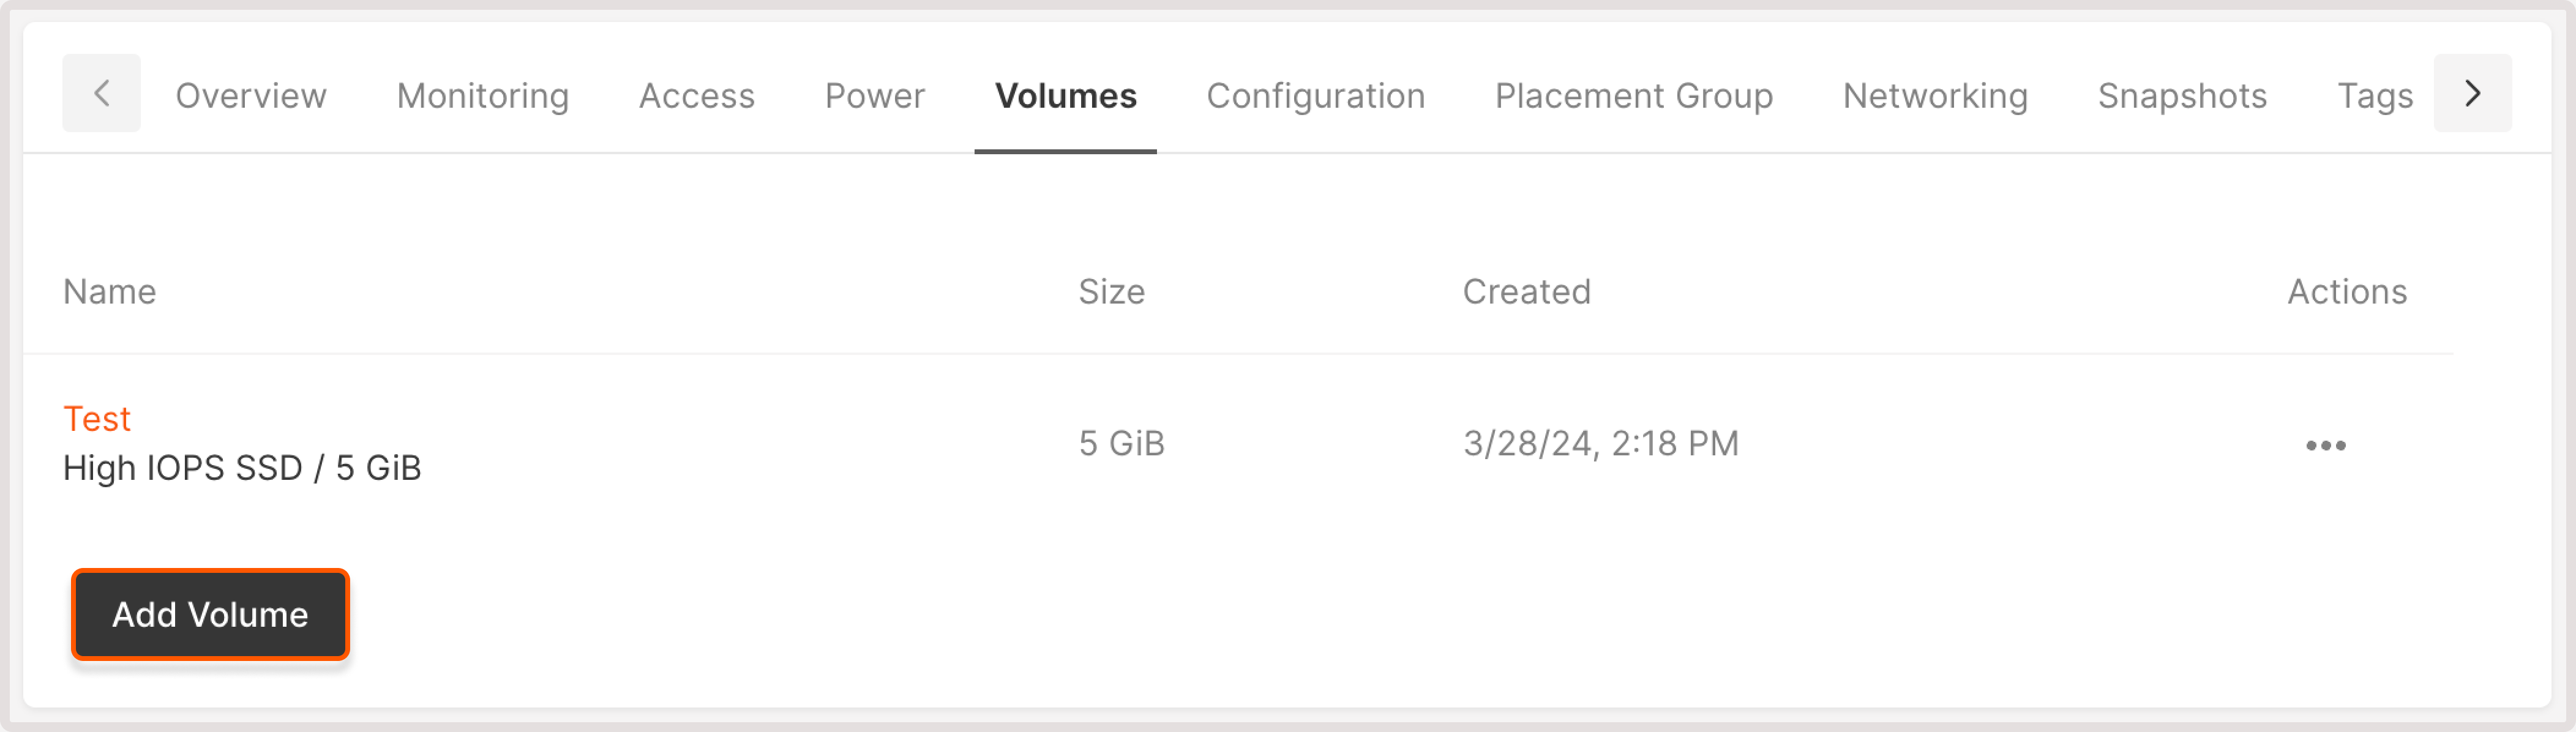 Overview Monitoring Access Power Volumes Configuration Placement Group Networking Snapshots Tags
Name Size Created Actions
Test
High IOPS SSD / 5 GiB 5 GiB 3/28/24, 2:18 PM
Add Volume